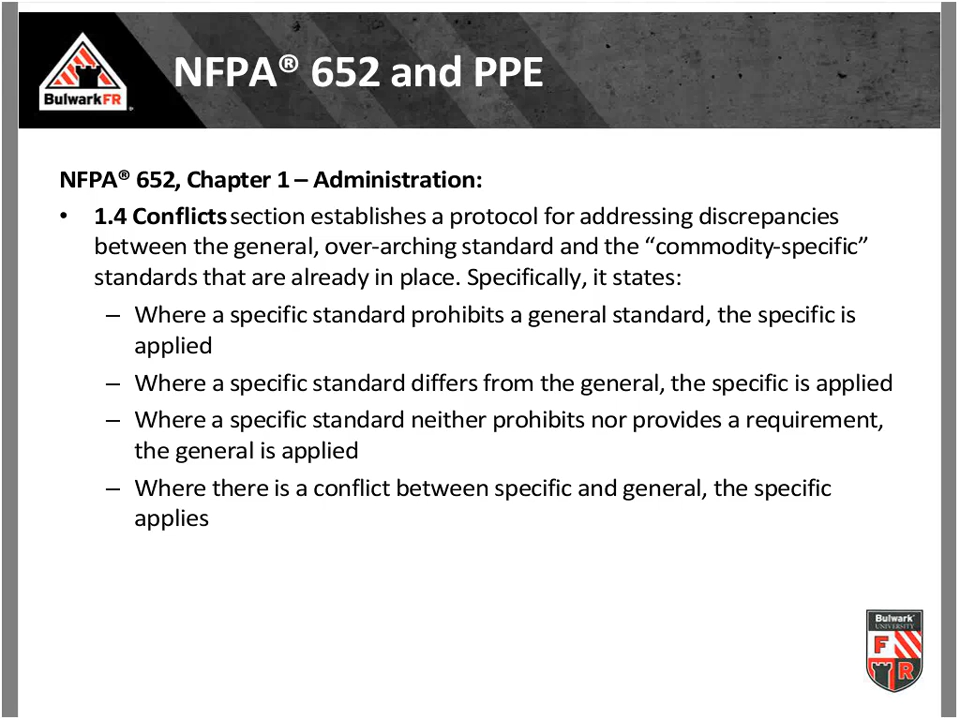 NFPA® 652 and PPE
BulwarkFR
NFPA® 652, Chapter 1 – Administration:
• 1.4 Conflicts section establishes a protocol for addressing discrepancies
between the general, over-arching standard and the “commodity-specific”
standards that are already in place. Specifically, it states:
– Where a specific standard prohibits a general standard, the specific is
applied
– Where a specific standard differs from the general, the specific is applied
– Where a specific standard neither prohibits nor provides a requirement,
the general is applied
– Where there is a conflict between specific and general, the specific
applies
Bulwark
UNIVERSITY
F
R